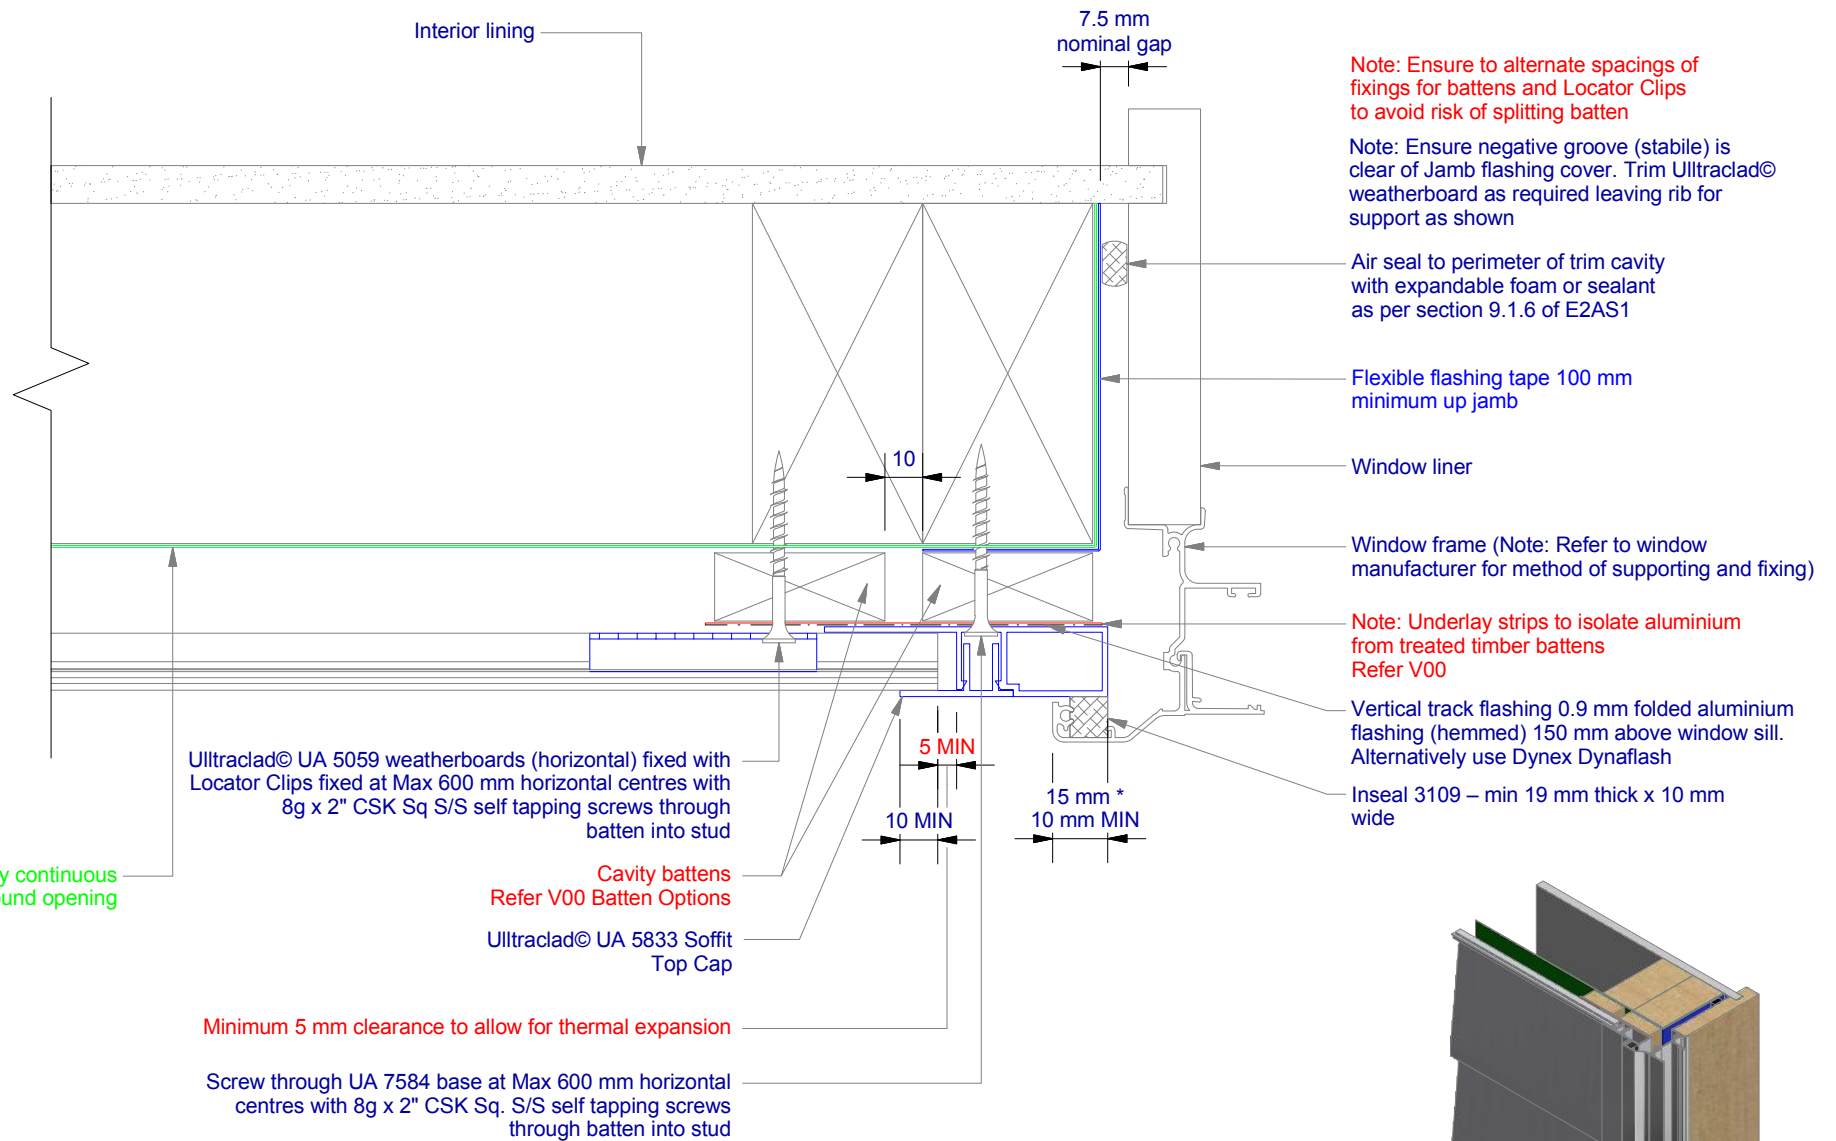 Interior lining
7.5 mm
nominal gap
Note: Ensure to alternate spacings of
fixings for battens and Locator Clips
to avoid risk of splitting batten
Note: Ensure negative groove (stabile) is
clear of Jamb flashing cover. Trim Ulltraclad©
weatherboard as required leaving rib for
support as shown
Air seal to perimeter of trim cavity
with expandable foam or sealant
as per section 9.1.6 of E2AS1
Flexible flashing tape 100 mm
minimum up jamb
10
Window liner
Window frame (Note: Refer to window
manufacturer for method of supporting and fixing)
Note: Underlay strips to isolate aluminium
from treated timber battens
Refer V00
Vertical track flashing 0.9 mm folded aluminium
flashing (hemmed) 150 mm above window sill.
Alternatively use Dynex Dynaflash
Inseal 3109 – min 19 mm thick x 10 mm
wide
5 MIN
10 MIN
15 mm *
10 mm MIN
Ulltraclad© UA 5059 weatherboards (horizontal) fixed with
Locator Clips fixed at Max 600 mm horizontal centres with
8g x 2" CSK Sq S/S self tapping screws through
batten into stud
y continuous
und opening
Cavity battens
Refer V00 Batten Options
Ulltraclad© UA 5833 Soffit
Top Cap
Minimum 5 mm clearance to allow for thermal expansion
Screw through UA 7584 base at Max 600 mm horizontal
centres with 8g x 2" CSK Sq. S/S self tapping screws
through batten into stud